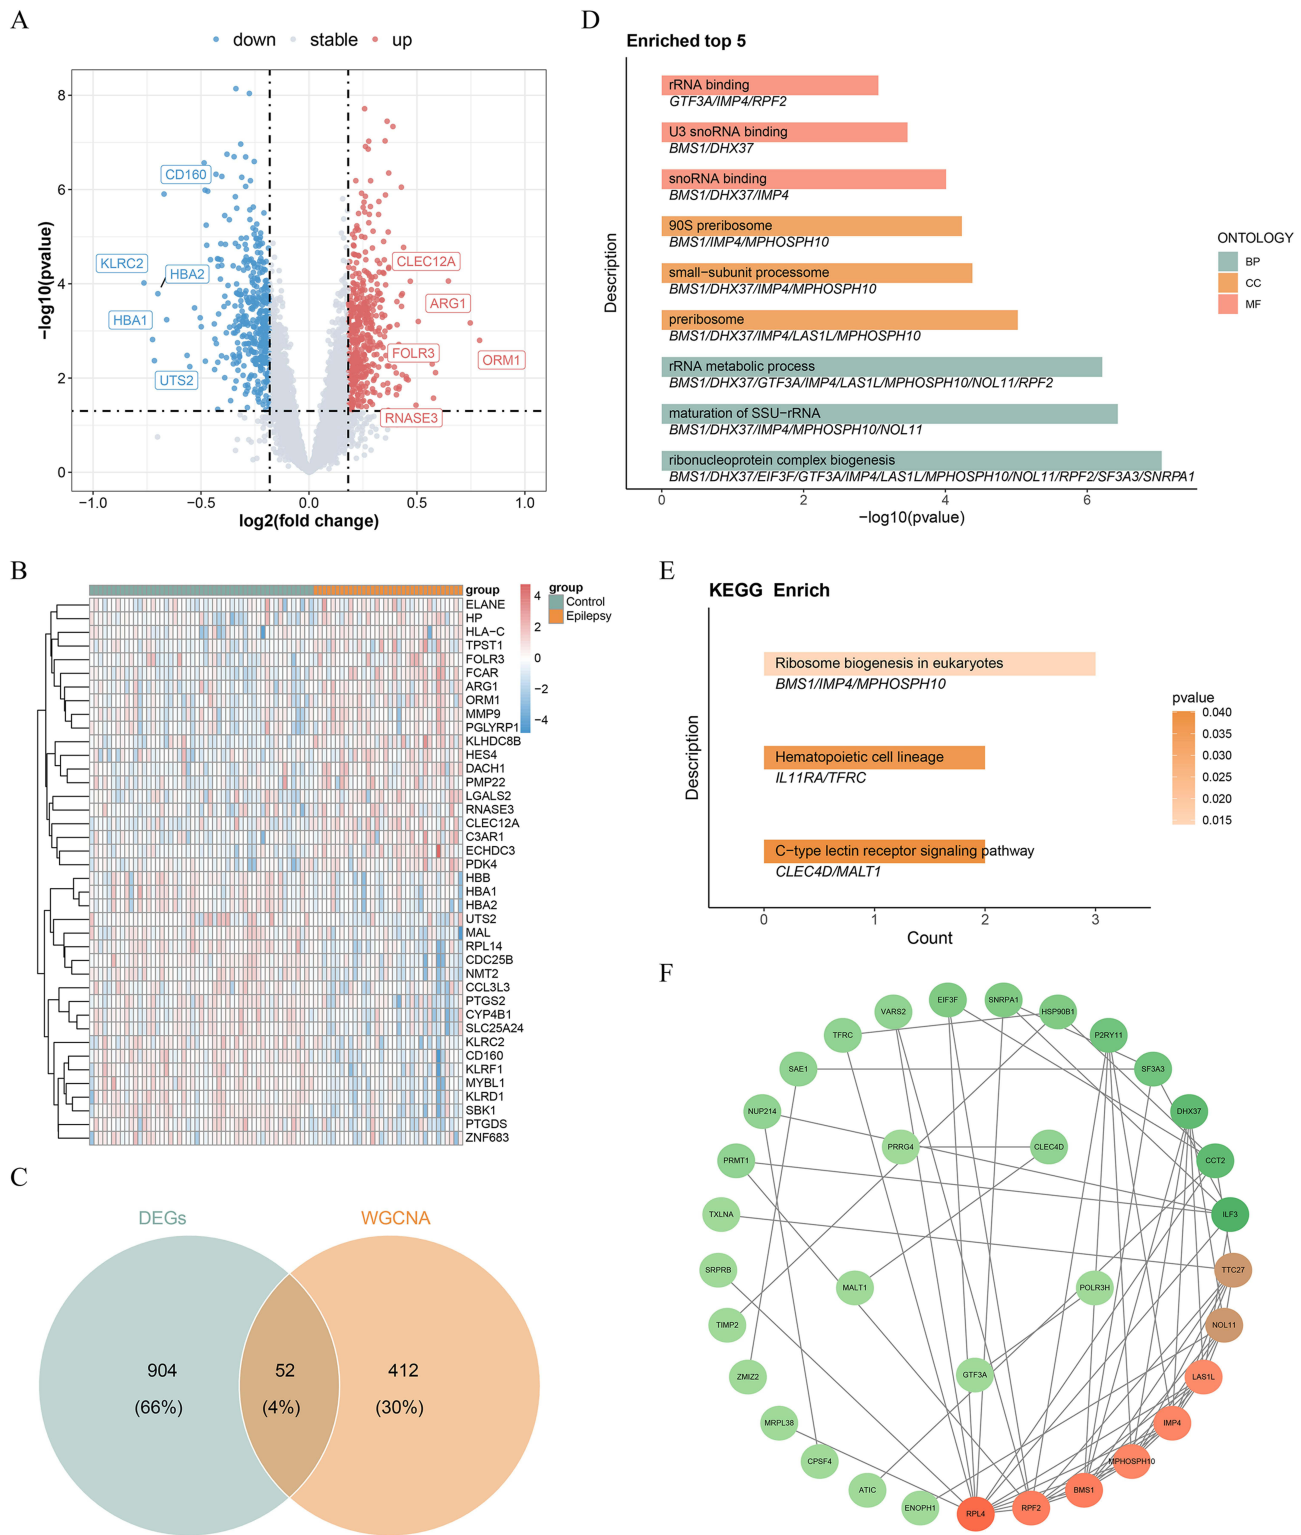 A
down stable up
8
6
4
2
0
−log10(pvalue)
CD160
KLRC2
HBA2
HBA1
UTS2
CLEC12A
ARG1
FOLR3
ORM1
RNASE3
−1.0 −0.5 0.0 0.5 1.0
log2(fold change)
D
Enriched top 5
Description
rRNA binding
GTF3A/IMP4/RPF2
U3 snoRNA binding
BMS1/DHX37
snoRNA binding
BMS1/DHX37/IMP4
90S preribosome
BMS1/IMP4/MPHOSPH10
small−subunit processome
BMS1/DHX37/IMP4/MPHOSPH10
preribosome
BMS1/DHX37/IMP4/LAS1L/MPHOSPH10
rRNA metabolic process
BMS1/DHX37/GTF3A/IMP4/LAS1L/MPHOSPH10/NOL11/RPF2
maturation of SSU−rRNA
BMS1/DHX37/IMP4/MPHOSPH10/NOL11
ribonucleoprotein complex biogenesis
BMS1/DHX37/EIF3F/GTF3A/IMP4/LAS1L/MPHOSPH10/NOL11/RPF2/SF3A3/SNRPA1
0 2 4 6
−log10(pvalue)
ONTOLOGY
BP
CC
MF
B
group
ELANE
HP
HLA−C
TPST1
FOLR3
FCAR
ARG1
ORM1
MMP9
PGLYRP1
KLHDC8B
HES4
DACH1
PMP22
LGALS2
RNASE3
CLEC12A
C3AR1
ECHDC3
PDK4
HBB
HBA1
HBA2
UTS2
MAL
RPL14
CDC25B
NMT2
CCL3L3
PTGS2
CYP4B1
SLC25A24
KLRC2
CD160
KLRF1
MYBL1
KLRD1
SBK1
PTGDS
ZNF683
4
2
0
−2
−4
group
Control
Epilepsy
E
KEGG Enrich
Description
Ribosome biogenesis in eukaryotes
BMS1/IMP4/MPHOSPH10
Hematopoietic cell lineage
IL11RA/TFRC
C−type lectin receptor signaling pathway
CLEC4D/MALT1
0 1 2 3
Count
pvalue
0.040
0.035
0.030
0.025
0.020
0.015
C
DEGs
WGCNA
904
(66%)
52
(4%)
412
(30%)
F
EIF3F
SNRPA1
VARS2
HSP90B1
TFRC
P2RY11
SAE1
SF3A3
NUP214
DHX37
PRRG4
CLEC4D
PRMT1
CCT2
TXLNA
ILF3
SRPRB
TTC27
MALT1
POLR3H
TIMP2
NOL11
ZMIZ2
GTF3A
LAS1L
MRPL38
IMP4
CPSF4
MPHOSPH10
ATIC
BMS1
ENOPH1
RPL4
RPF2